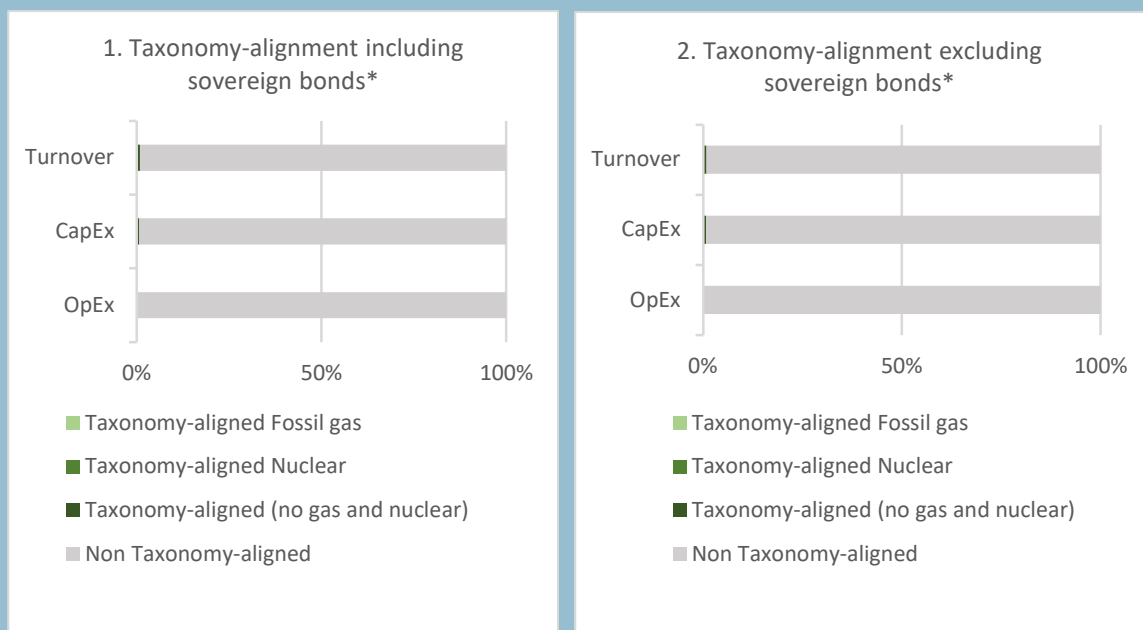 1. Taxonomy-alignment including
sovereign bonds*
Turnover
CapEx
OpEx
0%
50%
100%
Taxonomy-aligned Fossil gas
Taxonomy-aligned Nuclear
Taxonomy-aligned (no gas and nuclear)
Non Taxonomy-aligned
2. Taxonomy-alignment excluding
sovereign bonds*
Turnover
CapEx
OpEx
0%
50%
100%
Taxonomy-aligned Fossil gas
Taxonomy-aligned Nuclear
Taxonomy-aligned (no gas and nuclear)
Non Taxonomy-aligned